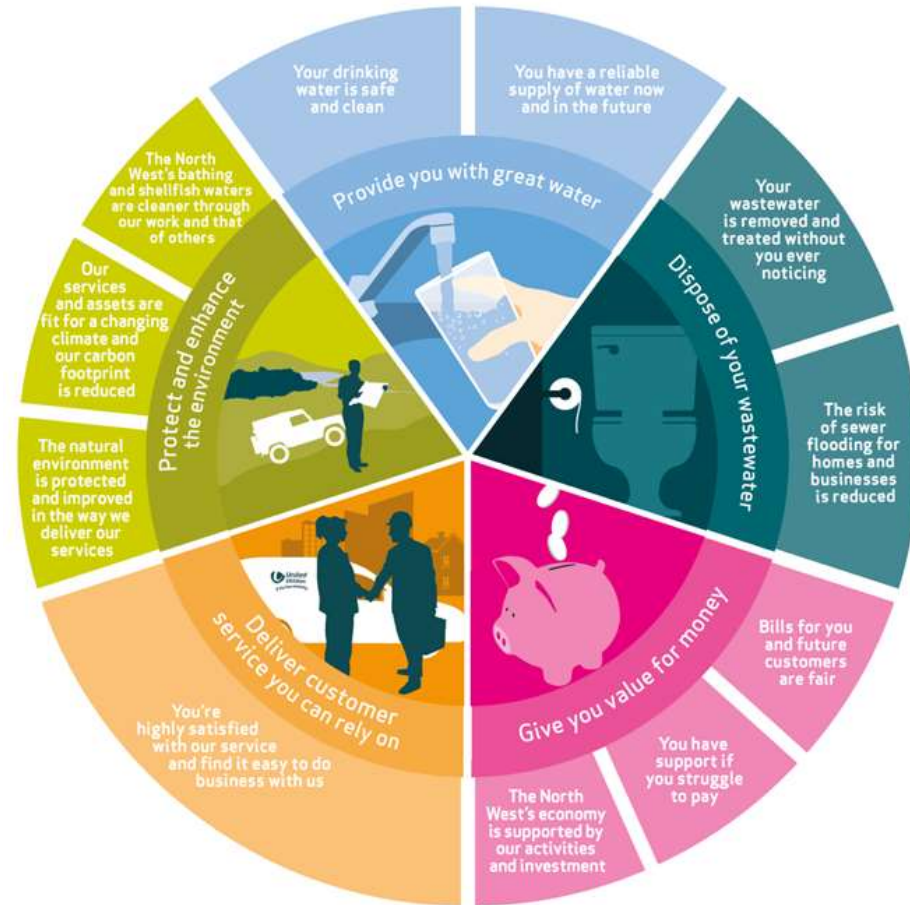 Your drinking
water is safe
and clean
You have a reliable
supply of water now
and in the future
Provide you with great water
Your
wastewater
is removed and
treated without
you ever
noticing
The risk
of sewer
flooding for
homes and
businesses
is reduced
Dispose of your wastewater
Bills for you
and future
customers
are fair
You have
support if
you struggle
to pay
The North
West's economy
is supported by
our activities
and investment
Give you value for money
You're
highly satisfied
with our service
and find it easy to do
business with us
Deliver customer
service you can rely on
United
Utilities
The natural
environment
is protected
and improved
in the way we
deliver our
services
Our
services
and assets are
fit for a changing
climate and
our carbon
footprint
is reduced
The North
West's bathing
and shellfish waters
are cleaner through
our work and that
of others
Protect and enhance
the environment